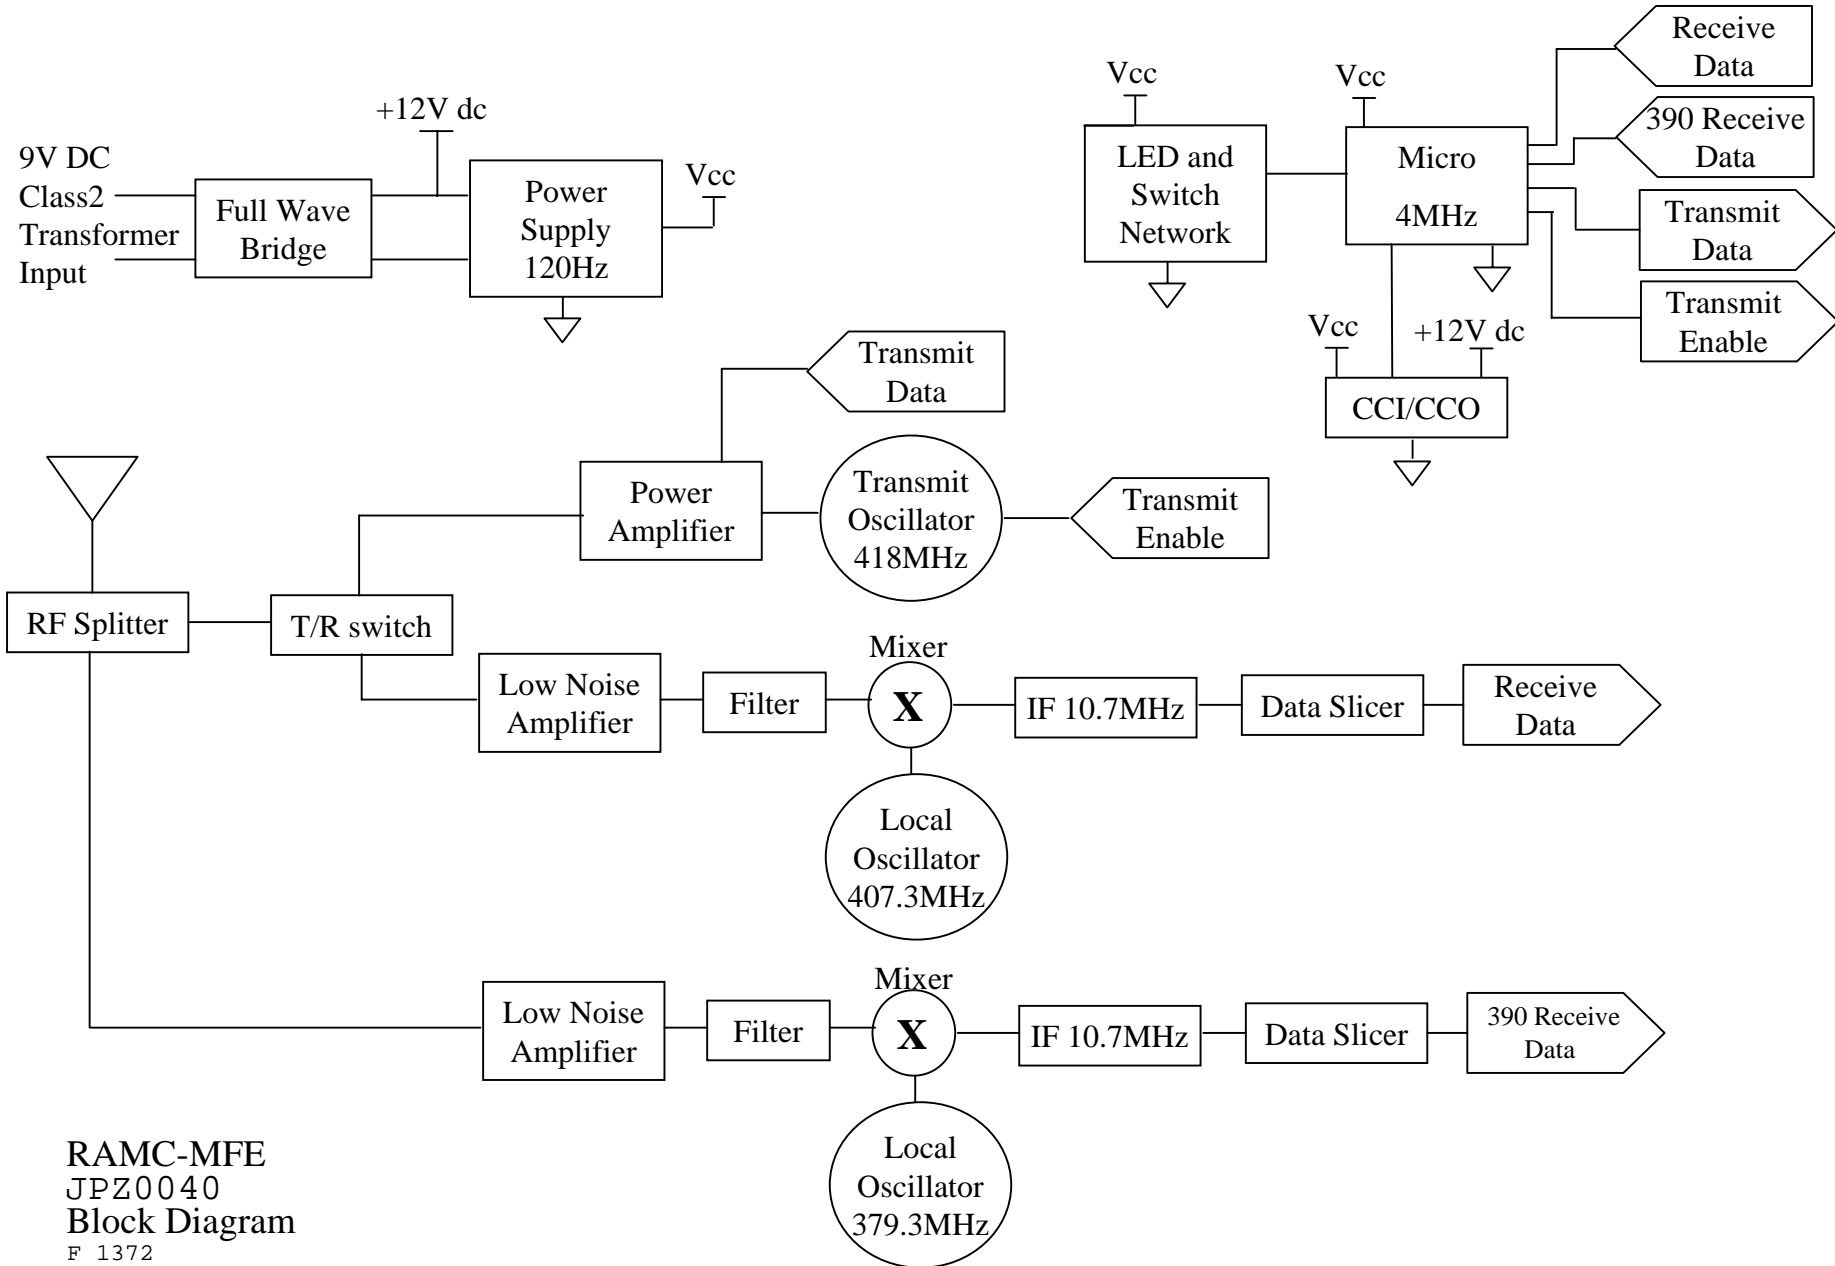 9V DC
Class2
Transformer
Input
Full Wave
Bridge
+12V dc
Power
Supply
120Hz
Vcc
Vcc
LED and
Switch
Network
Vcc
Micro
4MHz
Receive
Data
390 Receive
Data
Transmit
Data
Transmit
Enable
Vcc
+12V dc
CCI/CCO
Transmit
Data
Power
Amplifier
Transmit
Oscillator
418MHz
Transmit
Enable
RF Splitter
T/R switch
Low Noise
Amplifier
Filter
Mixer
X
IF 10.7MHz
Data Slicer
Receive
Data
Local
Oscillator
407.3MHz
Low Noise
Amplifier
Filter
Mixer
X
IF 10.7MHz
Data Slicer
390 Receive
Data
Local
Oscillator
379.3MHz
RAMC-MFE
JPZ0040
Block Diagram
F 1372